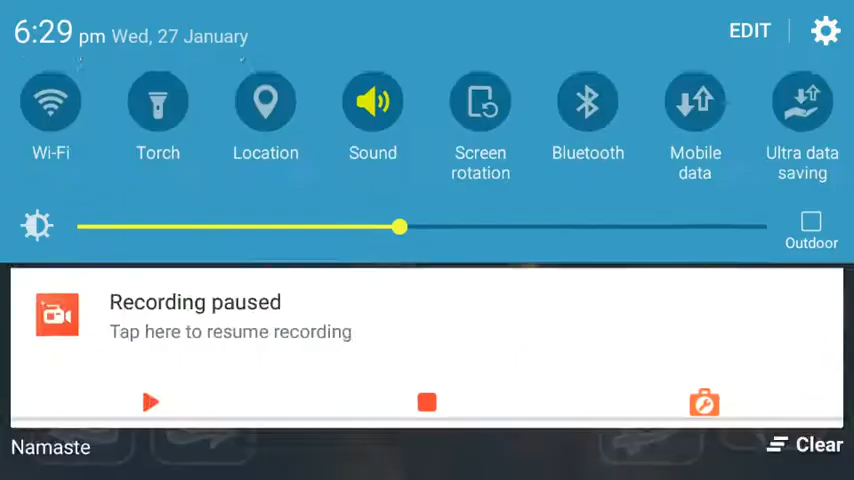 6:29 pm Wed, 27 January EDIT
Wi-Fi Torch Location Sound Screen rotation Bluetooth Mobile data Ultra data saving
Outdoor
Recording paused
Tap here to resume recording
Namaste Clear